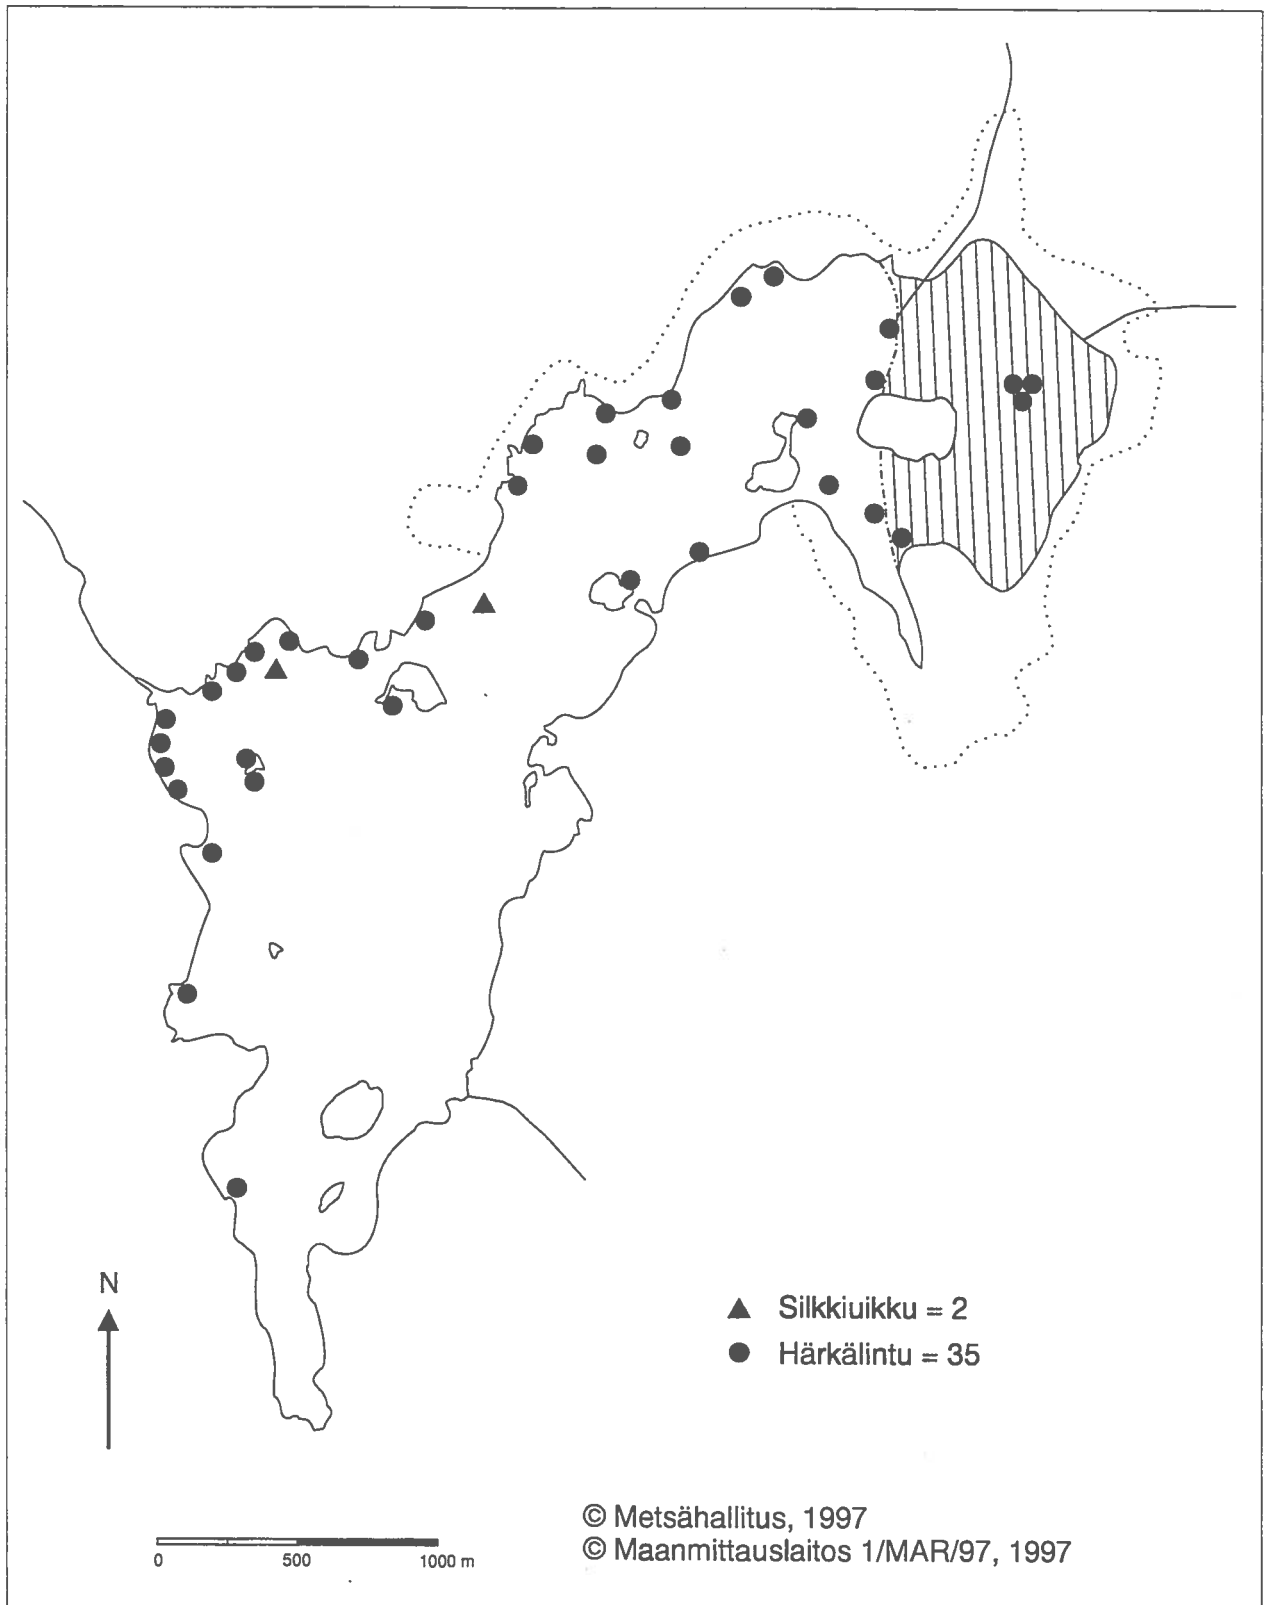 N
▲ Silkkiuikku = 2
● Härkälintu = 35
© Metsähallitus, 1997
© Maanmittauslaitos 1/MAR/97, 1997
0 500 1000 m